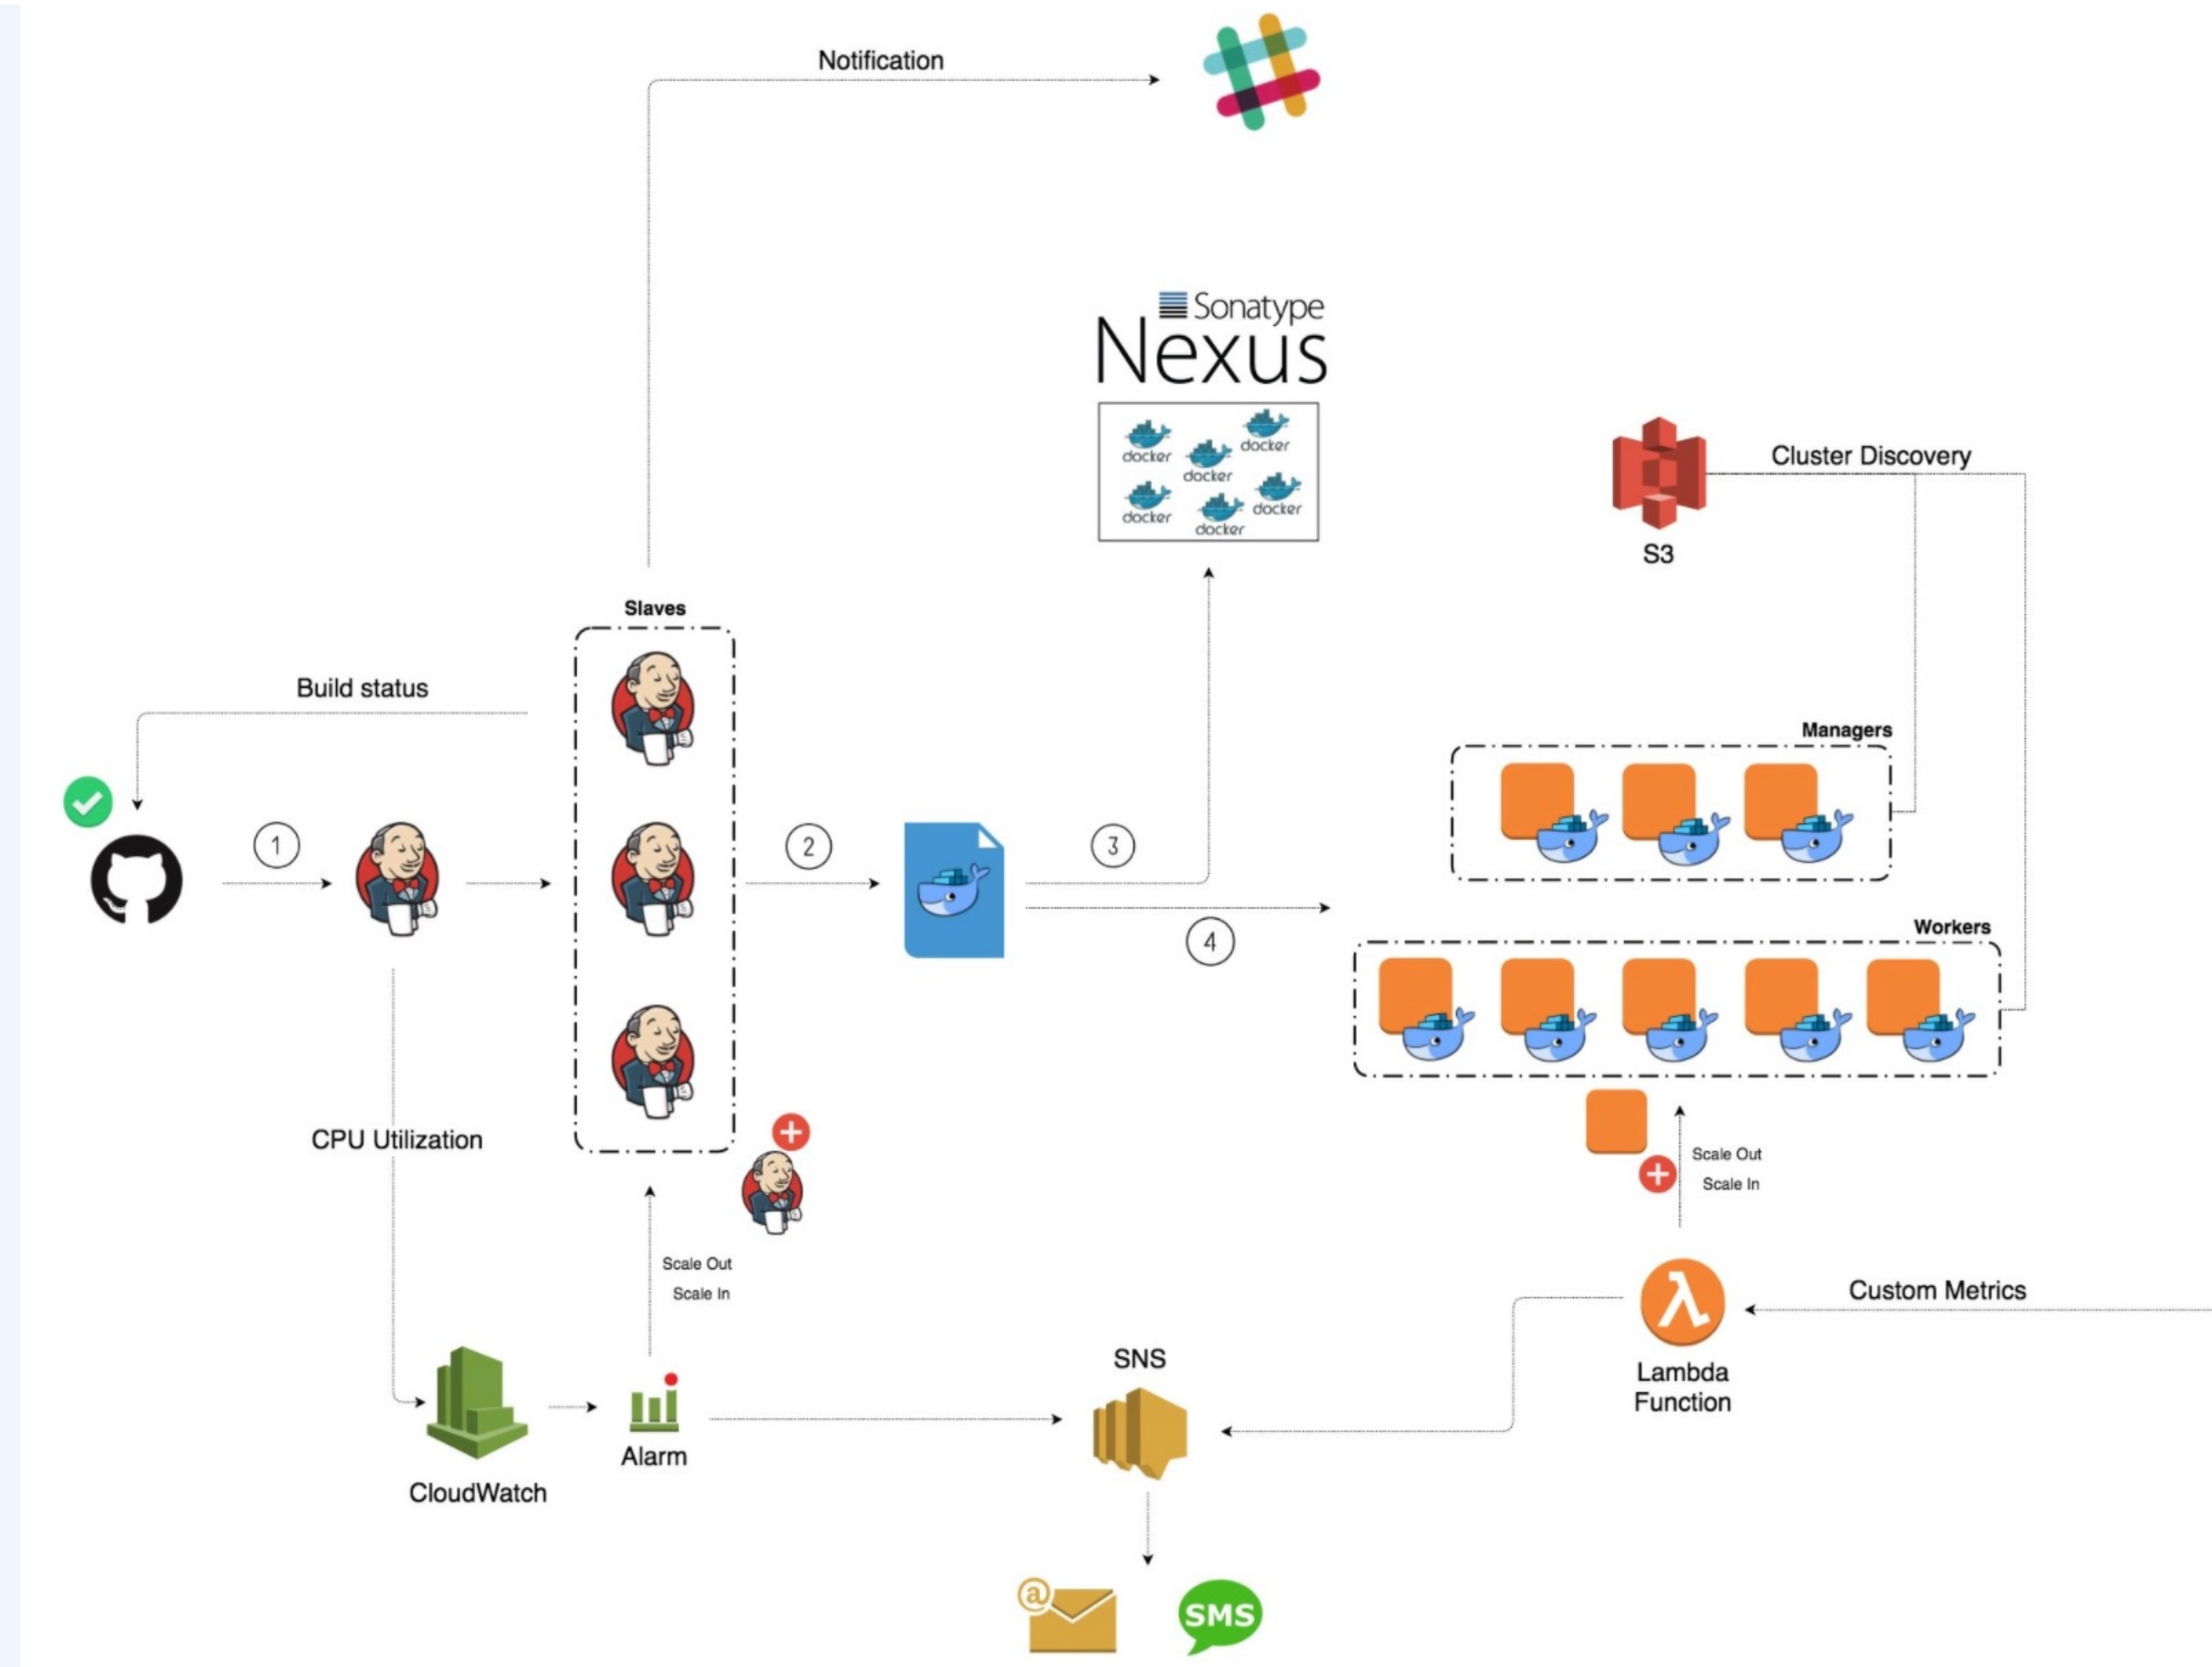 Notification
Sonatype
Nexus
docker
docker
docker
docker
docker
docker
Cluster Discovery
S3
Slaves
Build status
Managers
1
2
3
4
Workers
CPU Utilization
Scale Out
Scale In
Scale Out
Scale In
Custom Metrics
Lambda
Function
SNS
Alarm
CloudWatch
@
SMS